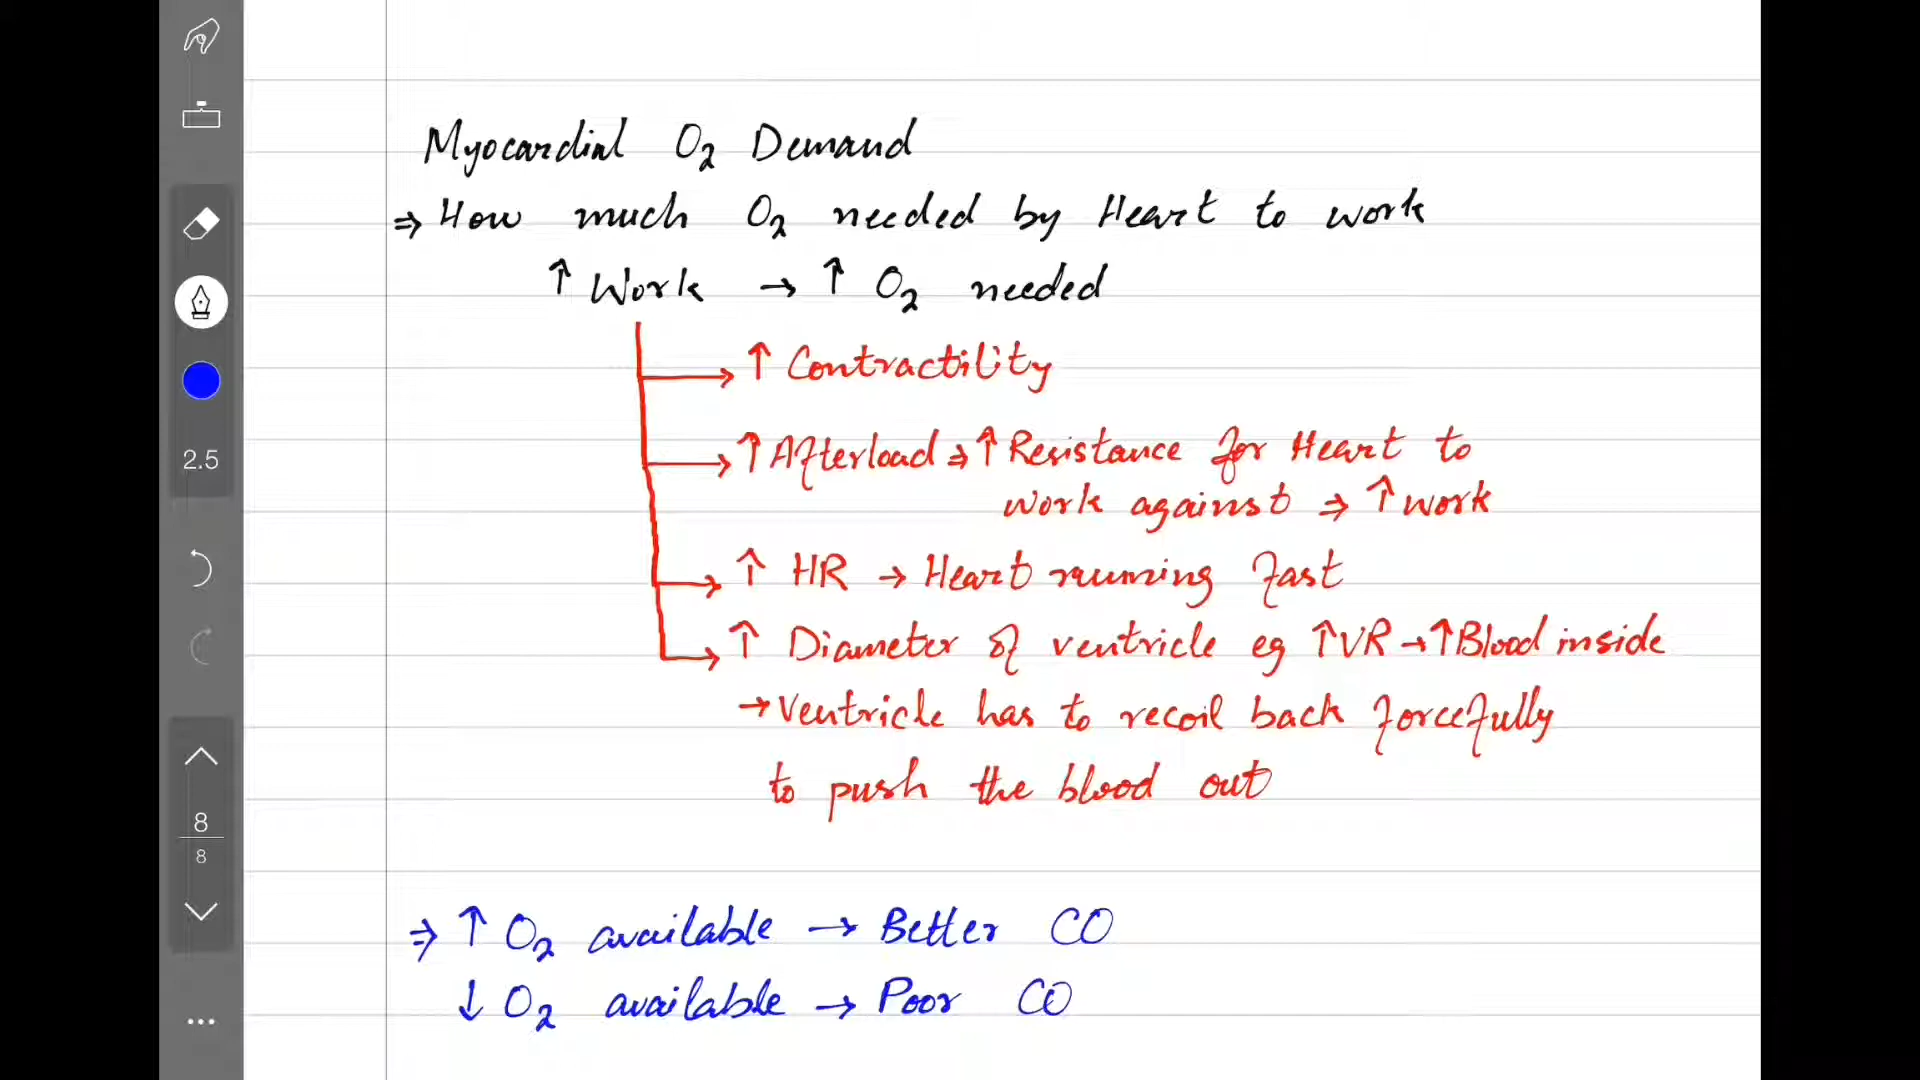 Myocardial O2 Demand
⇒ How much O2 needed by Heart to work
↑ Work → ↑ O2 needed
↑ Contractility
↑ Afterload ⇒ ↑ Resistance for Heart to
work against ⇒ ↑ work
↑ HR → Heart running fast
↑ Diameter of ventricle eg ↑VR → ↑Blood inside
→ Ventricle has to recoil back forcefully
to push the blood out
⇒ ↑ O2 available → Better CO
↓ O2 available → Poor CO
2.5
8
8